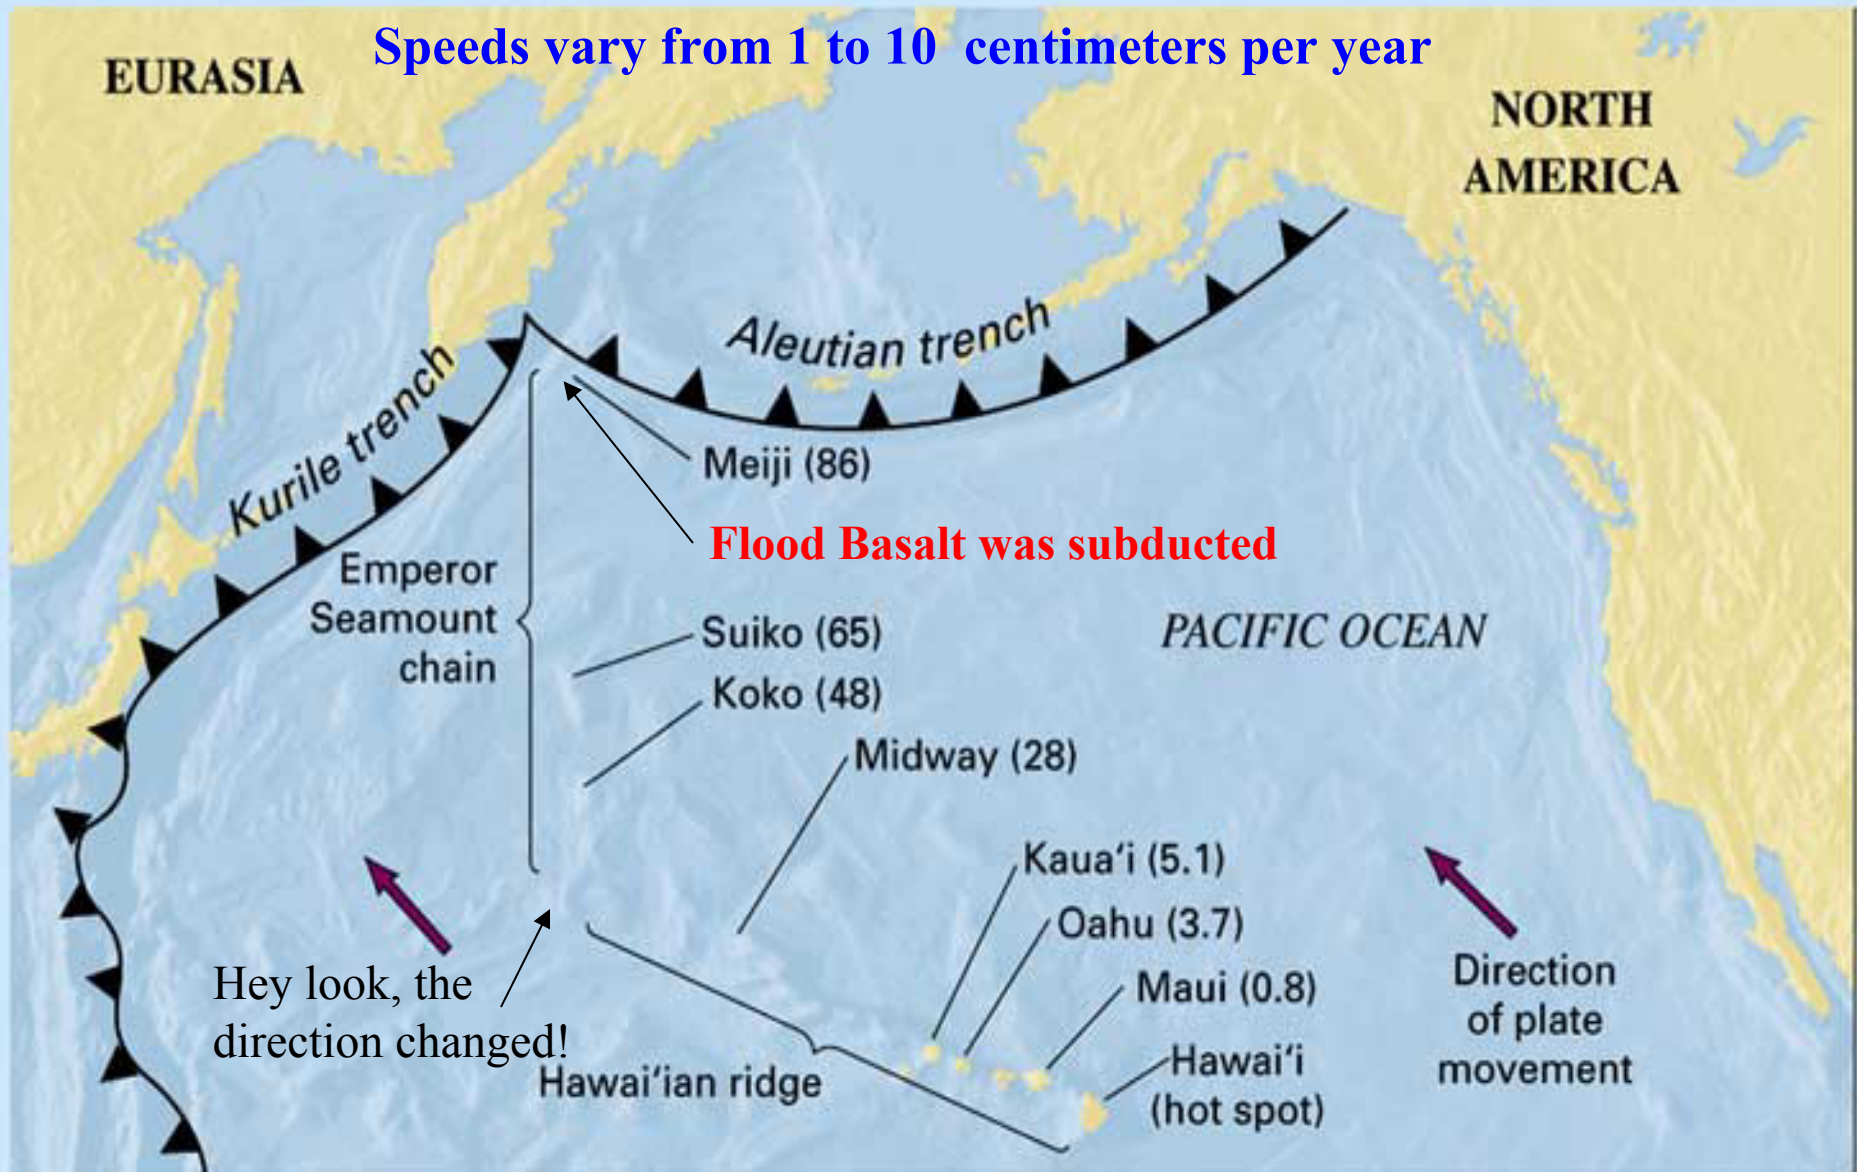 Speeds vary from 1 to 10 centimeters per year
EURASIA
NORTH
AMERICA
Aleutian trench
Kurile trench
Meiji (86)
Flood Basalt was subducted
Emperor
Seamount
chain
Suiko (65)
PACIFIC OCEAN
Koko (48)
Midway (28)
Kaua‘i (5.1)
Oahu (3.7)
Maui (0.8)
Hey look, the
direction changed!
Direction
of plate
movement
Hawai‘i
(hot spot)
Hawai‘ian ridge